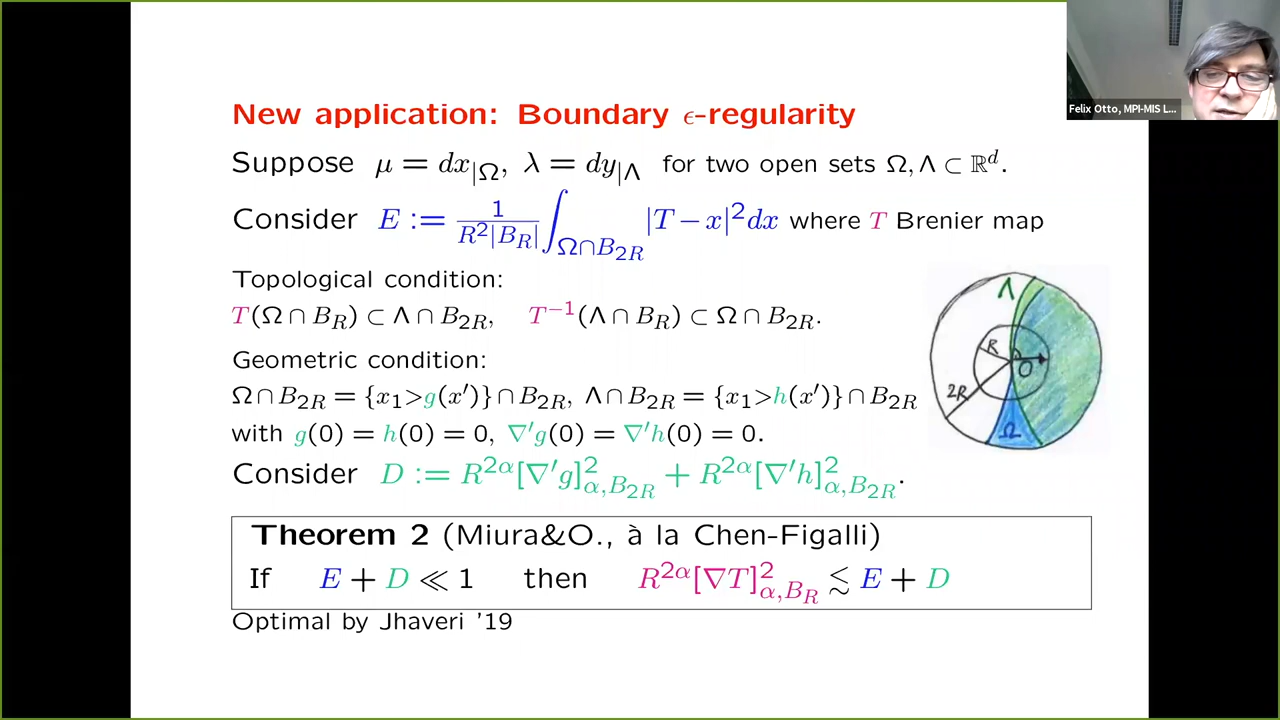 Felix Otto, MPI-MIS L...
New application: Boundary ϵ-regularity
Suppose μ = dx|Ω, λ = dy|Λ for two open sets Ω, Λ ⊂ ℝ^d.
Consider E := 1/(R²|B_R|) ∫_{Ω∩B_{2R}} |T − x|² dx where T Brenier map
Topological condition:
T(Ω ∩ B_R) ⊂ Λ ∩ B_{2R}, T^{−1}(Λ ∩ B_R) ⊂ Ω ∩ B_{2R}.
Geometric condition:
Ω ∩ B_{2R} = {x₁>g(x′)} ∩ B_{2R}, Λ ∩ B_{2R} = {x₁>h(x′)} ∩ B_{2R}
with g(0) = h(0) = 0, ∇′g(0) = ∇′h(0) = 0.
Consider D := R^{2α}[∇′g]²_{α,B_{2R}} + R^{2α}[∇′h]²_{α,B_{2R}}.
Λ
R
0
2R
Ω
Theorem 2 (Miura&O., à la Chen-Figalli)
If E + D ≪ 1 then R^{2α}[∇T]²_{α,B_R} ≲ E + D
Optimal by Jhaveri '19